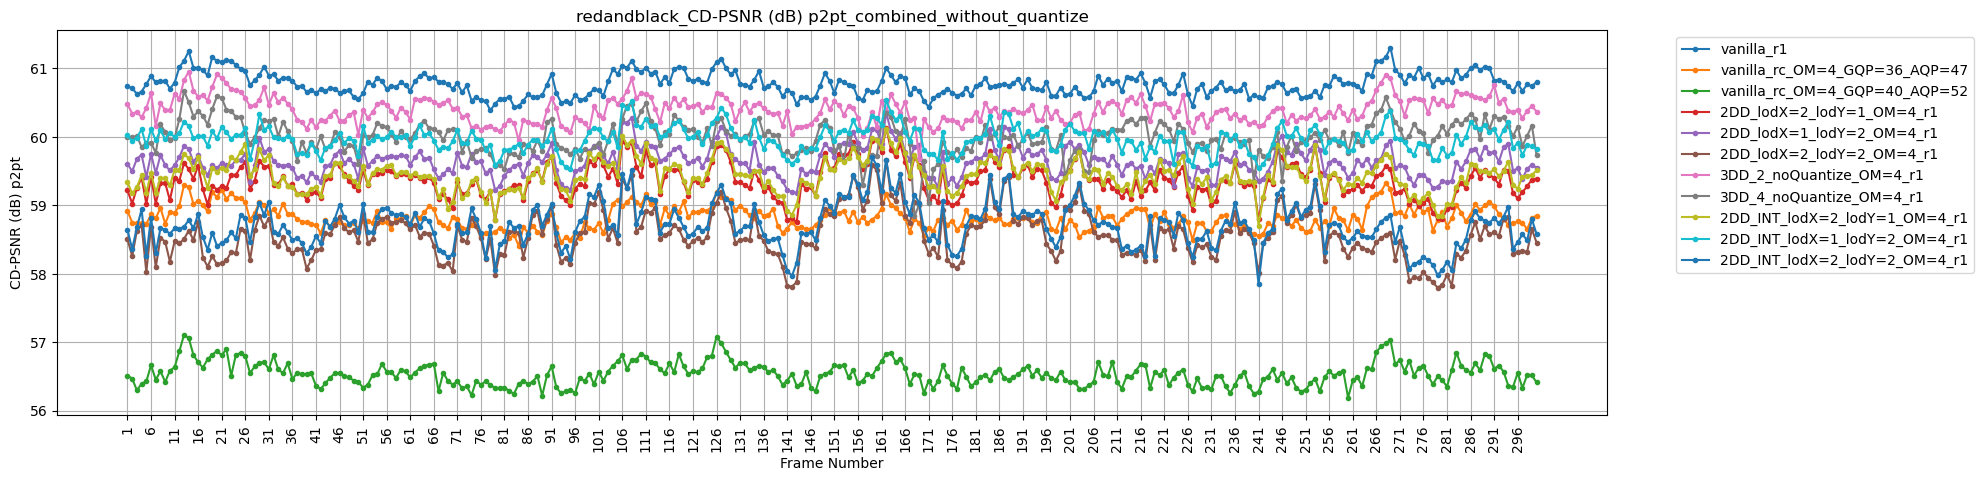 redandblack_CD-PSNR (dB) p2pt_combined_without_quantize
CD-PSNR (dB) p2pt
61
60
59
58
57
56
1 6 11 16 21 26 31 36 41 46 51 56 61 66 71 76 81 86 91 96 101 106 111 116 121 126 131 136 141 146 151 156 161 166 171 176 181 186 191 196 201 206 211 216 221 226 231 236 241 246 251 256 261 266 271 276 281 286 291 296
Frame Number
vanilla_r1
vanilla_rc_OM=4_GQP=36_AQP=47
vanilla_rc_OM=4_GQP=40_AQP=52
2DD_lodX=2_lodY=1_OM=4_r1
2DD_lodX=1_lodY=2_OM=4_r1
2DD_lodX=2_lodY=2_OM=4_r1
3DD_2_noQuantize_OM=4_r1
3DD_4_noQuantize_OM=4_r1
2DD_INT_lodX=2_lodY=1_OM=4_r1
2DD_INT_lodX=1_lodY=2_OM=4_r1
2DD_INT_lodX=2_lodY=2_OM=4_r1